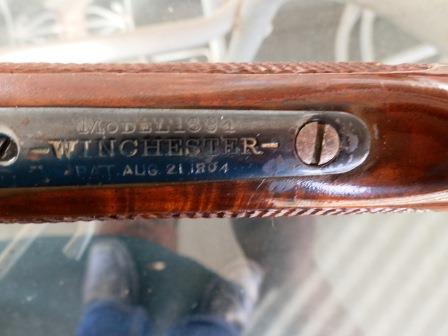 MODEL 1894
-WINCHESTER-
PAT. AUG. 21.1894